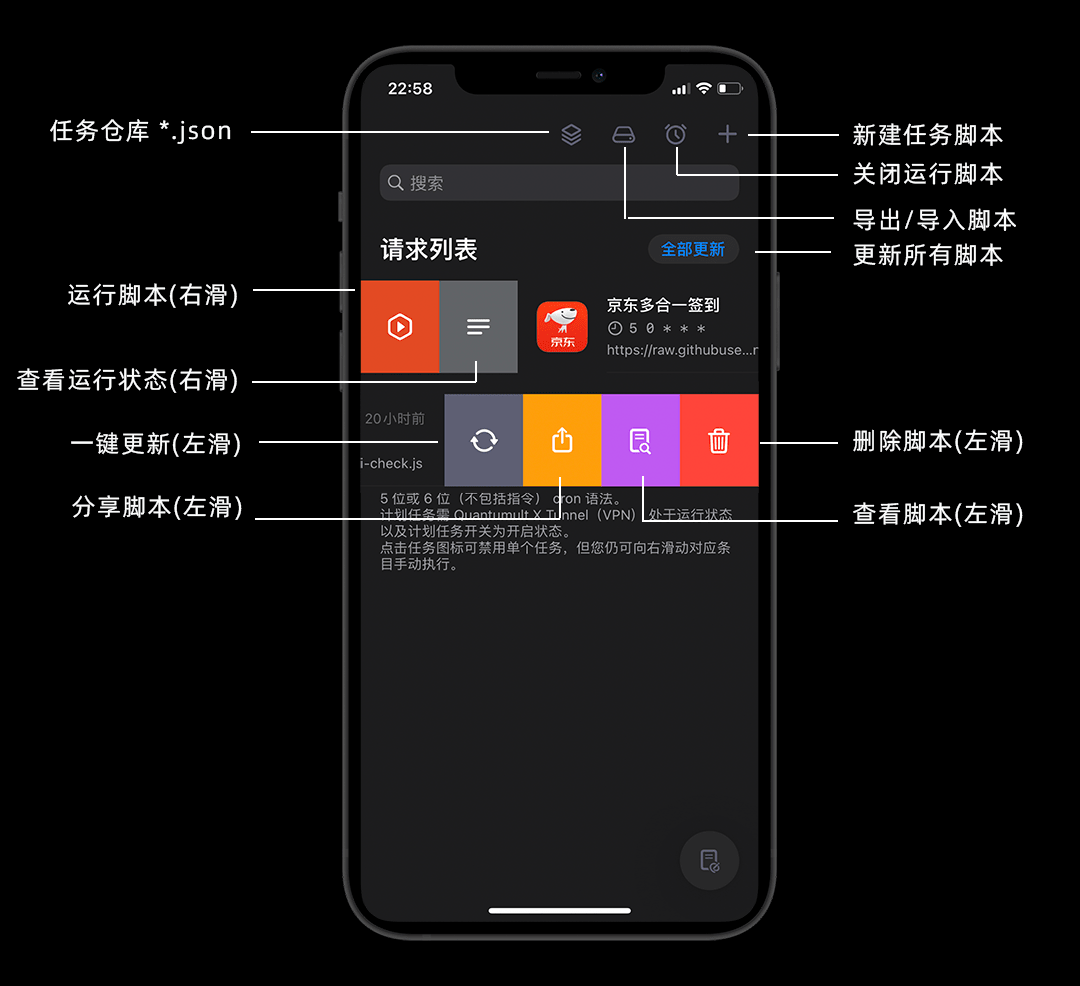 22:58
任务仓库 *.json
新建任务脚本
关闭运行脚本
搜索
导出/导入脚本
请求列表
全部更新
更新所有脚本
运行脚本(右滑)
京东
京东多合一签到
5 0 * * *
https://raw.githubuse...r
查看运行状态(右滑)
20小时前
一键更新(左滑)
i-check.js
删除脚本(左滑)
分享脚本(左滑)
查看脚本(左滑)
5 位或 6 位（不包括指令） cron 语法。
计划任务需 Quantumult X Tunnel（VPN）处于运行状态
以及计划任务开关为开启状态。
点击任务图标可禁用单个任务，但您仍可向右滑动对应条
目手动执行。